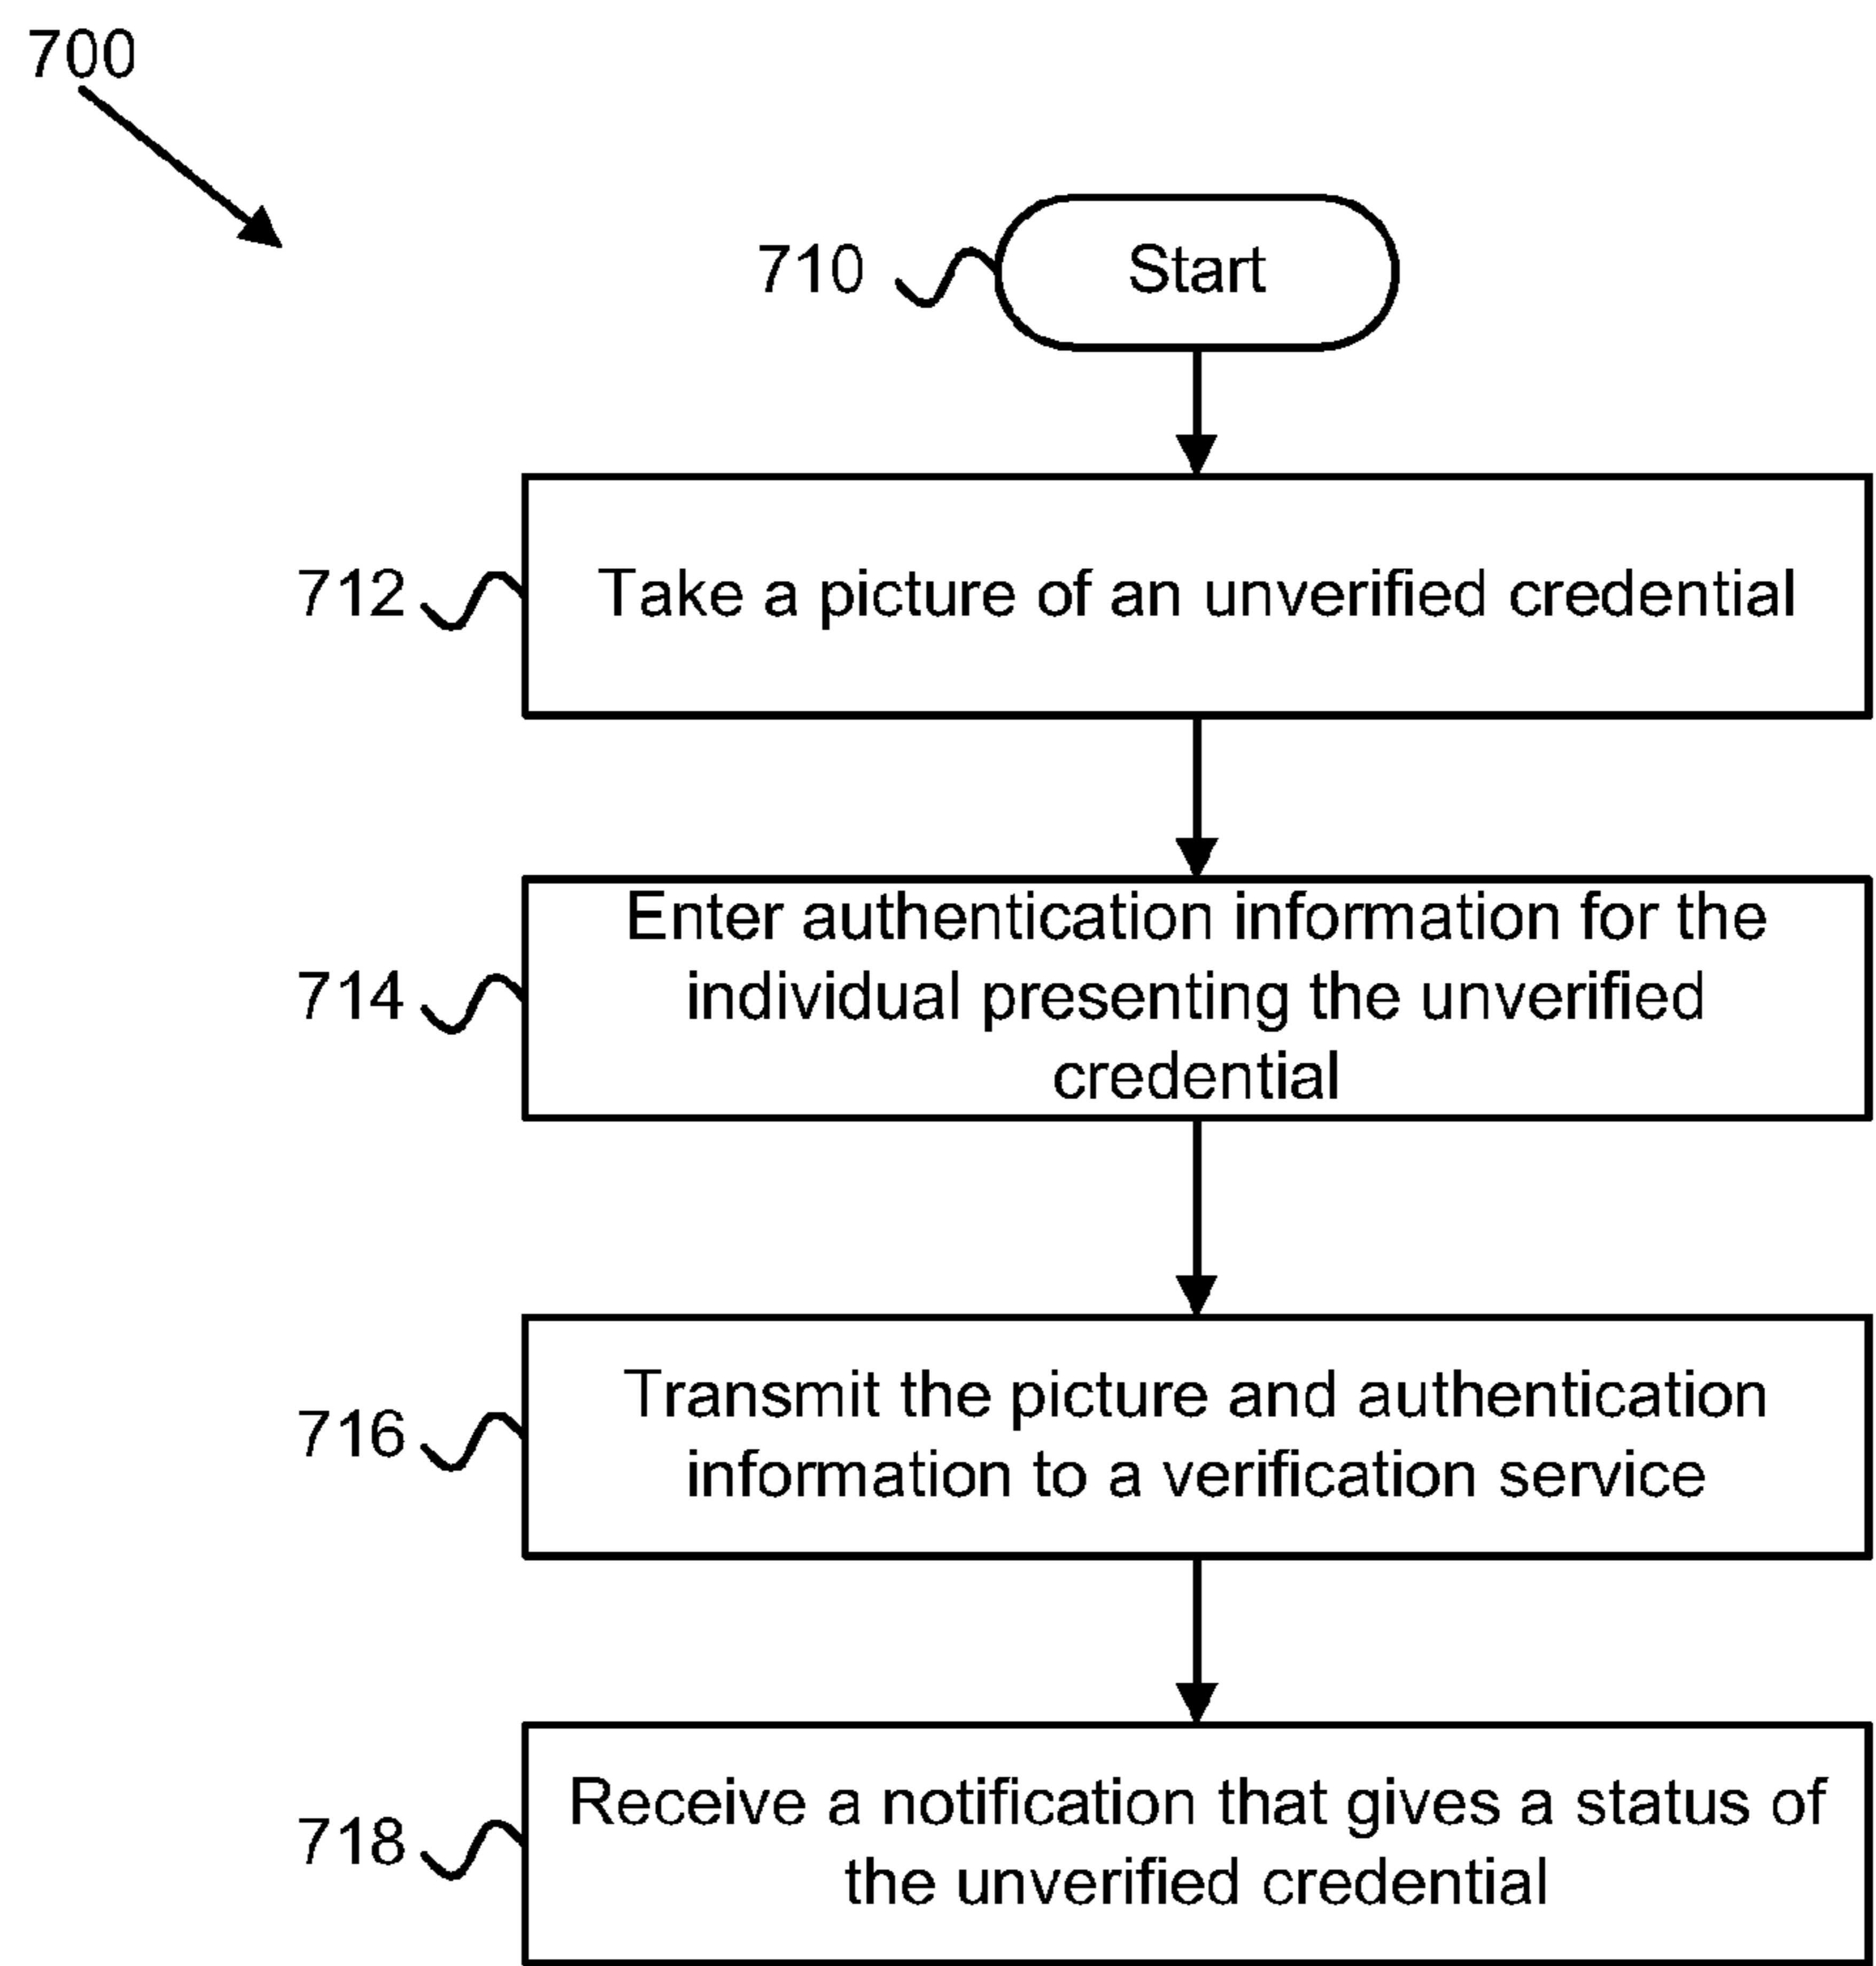 700
710
Start
712
Take a picture of an unverified credential
714
Enter authentication information for the
individual presenting the unverified
credential
716
Transmit the picture and authentication
information to a verification service
718
Receive a notification that gives a status of
the unverified credential